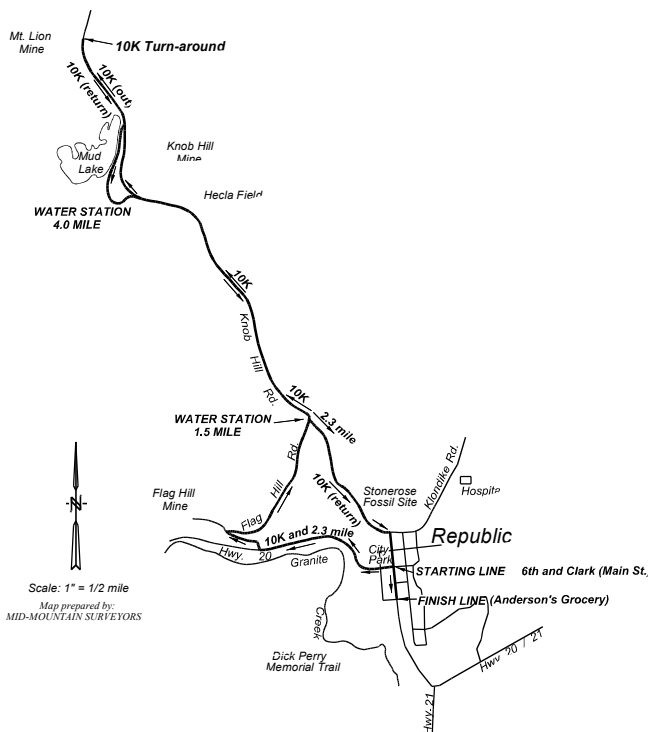 Mt. Lion
Mine
10K Turn-around
10K (out)
10K (return)
Mud
Lake
Knob Hill
Mine
Hecla Field
WATER STATION
4.0 MILE
10K
Knob
Hill
Rd.
10K
2.3 mile
WATER STATION
1.5 MILE
Flag Hill
Mine
Flag
Hill
Rd.
10K (return)
Stonerose
Fossil Site
Klondike Rd.
Republic
10K and 2.3 mile
Hwy.
20
Granite
Creek
City
Park
STARTING LINE 6th and Clark (Main St.)
FINISH LINE (Anderson's Grocery)
N
Scale: 1" = 1/2 mile
Map prepared by:
MID-MOUNTAIN SURVEYORS
Dick Perry
Memorial Trail
Hwy 20 / 21
Hwy. 21